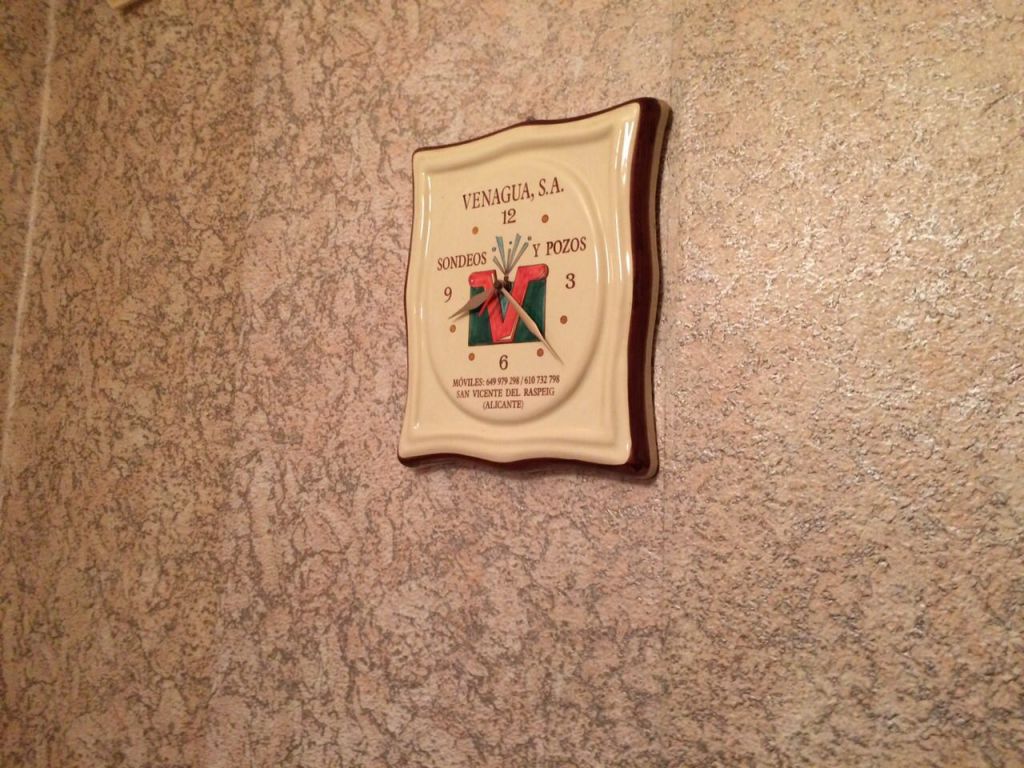 VENAGUA, S.A.
12
SONDEOS Y POZOS
9 3
6
MÓVILES: 649 979 298 / 610 732 798
SAN VICENTE DEL RASPEIG
(ALICANTE)